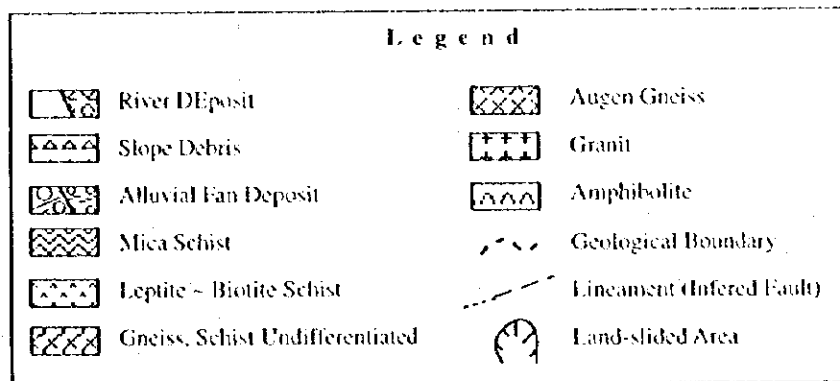 Legend
River DEposit
Slope Debris
Alluvial Fan Deposit
Mica Schist
Leptite ~ Biotite Schist
Gneiss, Schist Undifferentiated
Augen Gneiss
Granit
Amphibolite
Geological Boundary
Lineament (Infered Fault)
Land-slided Area